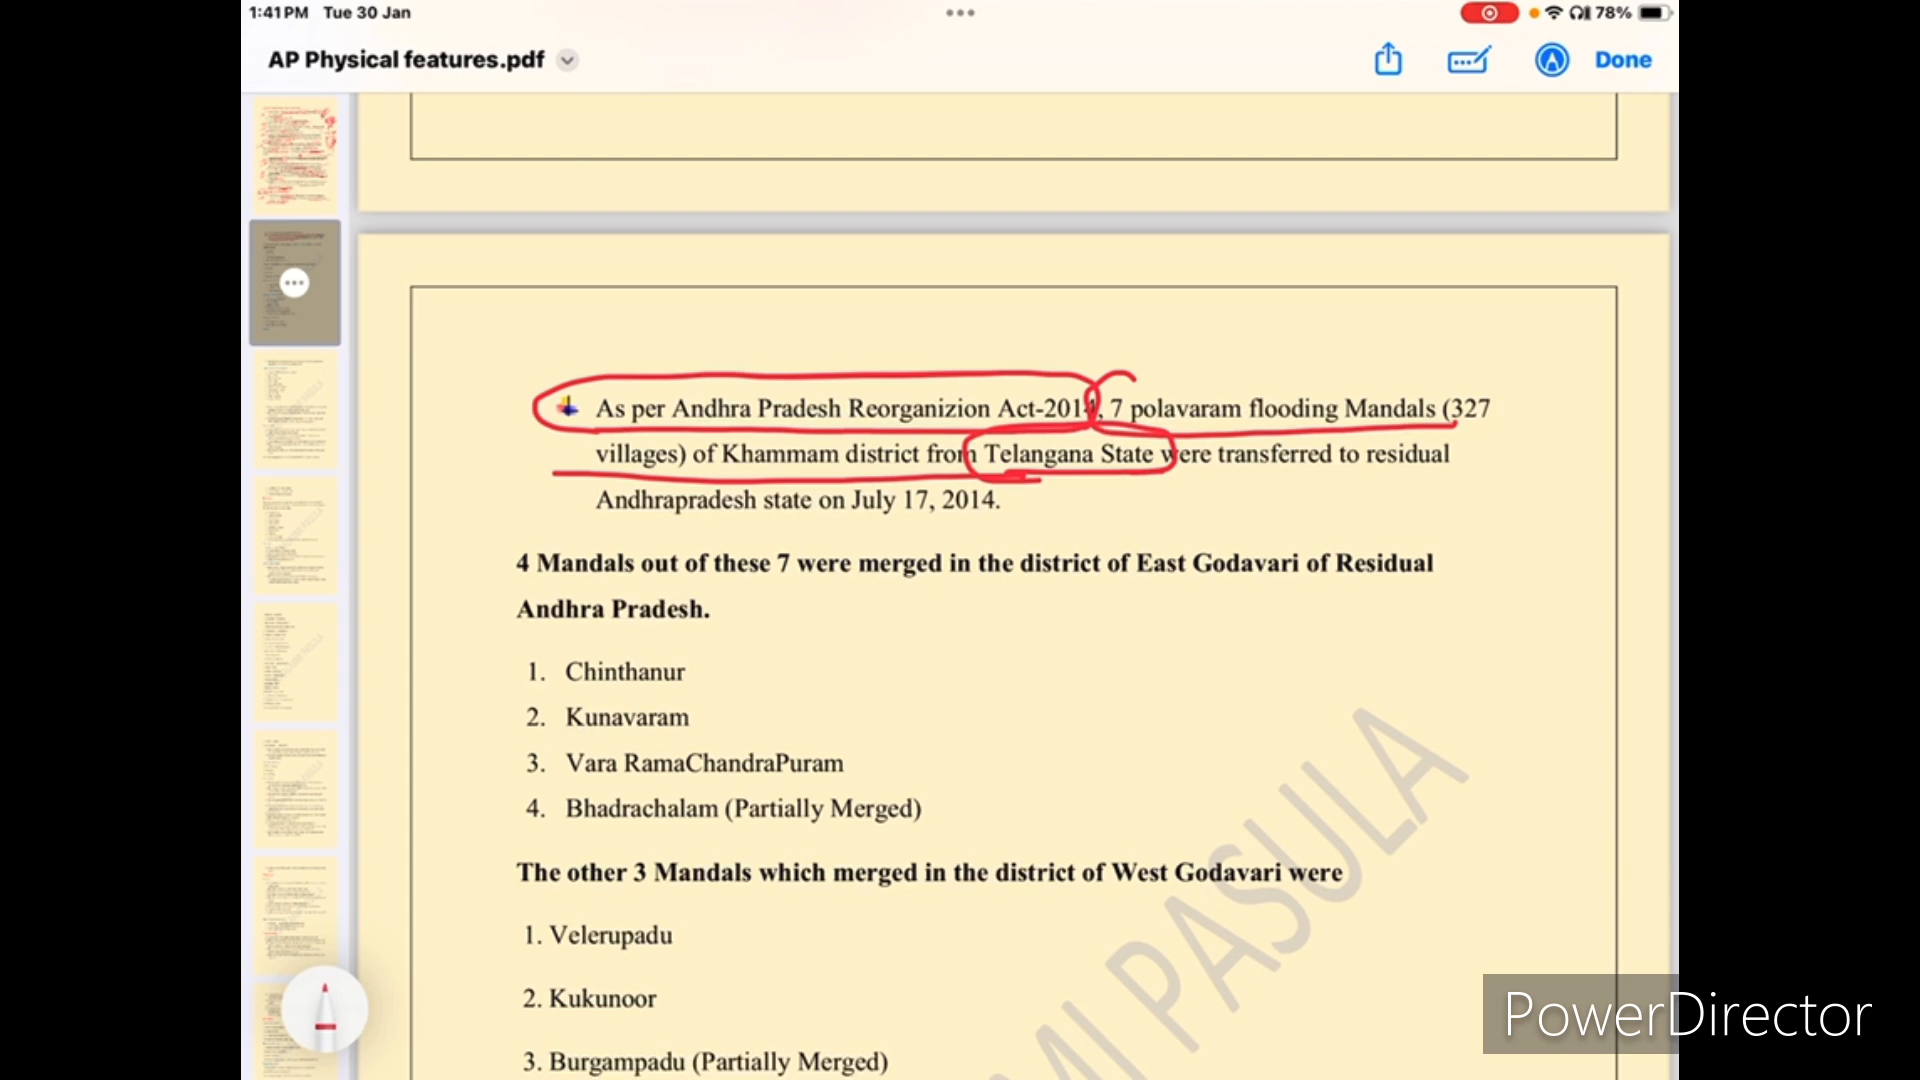 1:41 PM Tue 30 Jan
78%
AP Physical features.pdf
Done
As per Andhra Pradesh Reorganizion Act-2014, 7 polavaram flooding Mandals (327
villages) of Khammam district from Telangana State were transferred to residual
Andhrapradesh state on July 17, 2014.
4 Mandals out of these 7 were merged in the district of East Godavari of Residual
Andhra Pradesh.
1. Chinthanur
2. Kunavaram
3. Vara RamaChandraPuram
4. Bhadrachalam (Partially Merged)
The other 3 Mandals which merged in the district of West Godavari were
1. Velerupadu
2. Kukunoor
3. Burgampadu (Partially Merged)
MI PASULA
PowerDirector